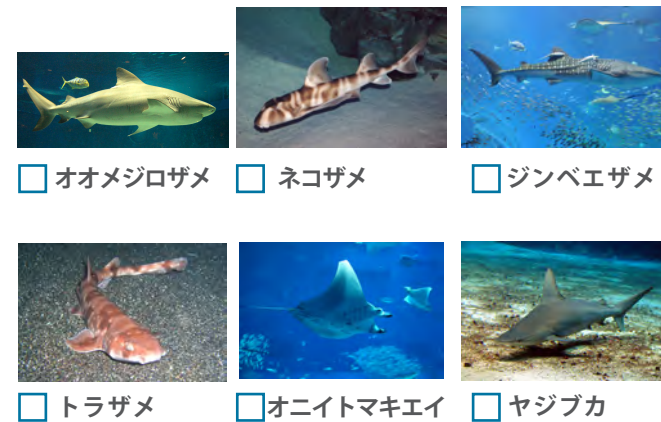 オオメジロザメ
ネコザメ
ジンベエザメ
トラザメ
オニイトマキエイ
ヤジブカ